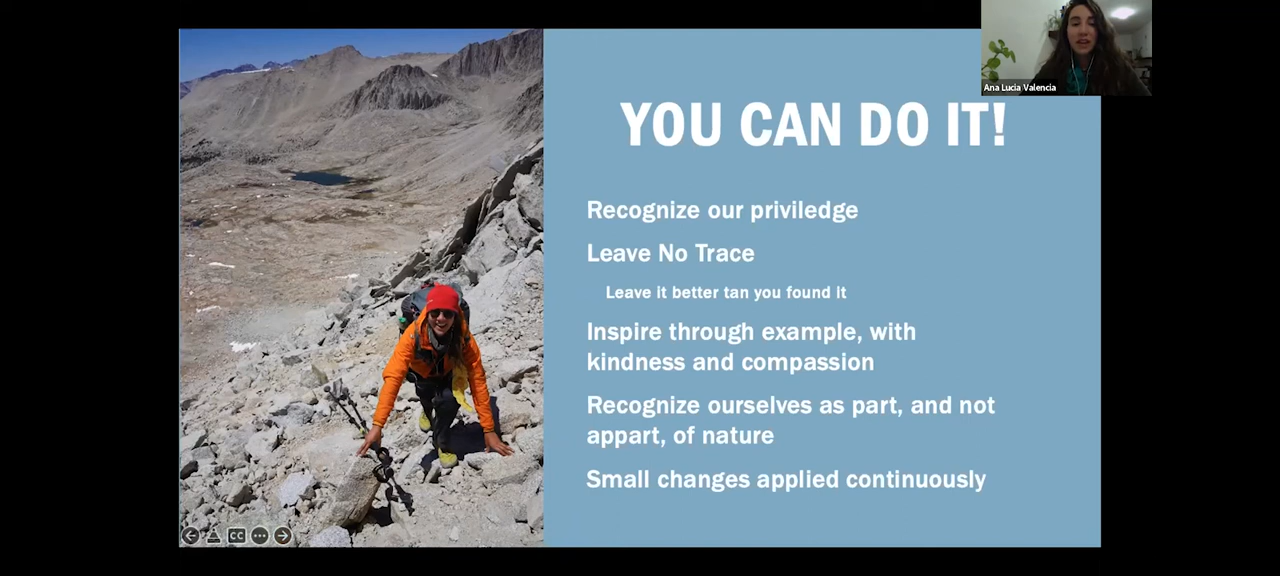 Ana Lucia Valencia
YOU CAN DO IT!
Recognize our priviledge
Leave No Trace
Leave it better tan you found it
Inspire through example, with
kindness and compassion
Recognize ourselves as part, and not
appart, of nature
Small changes applied continuously
CC